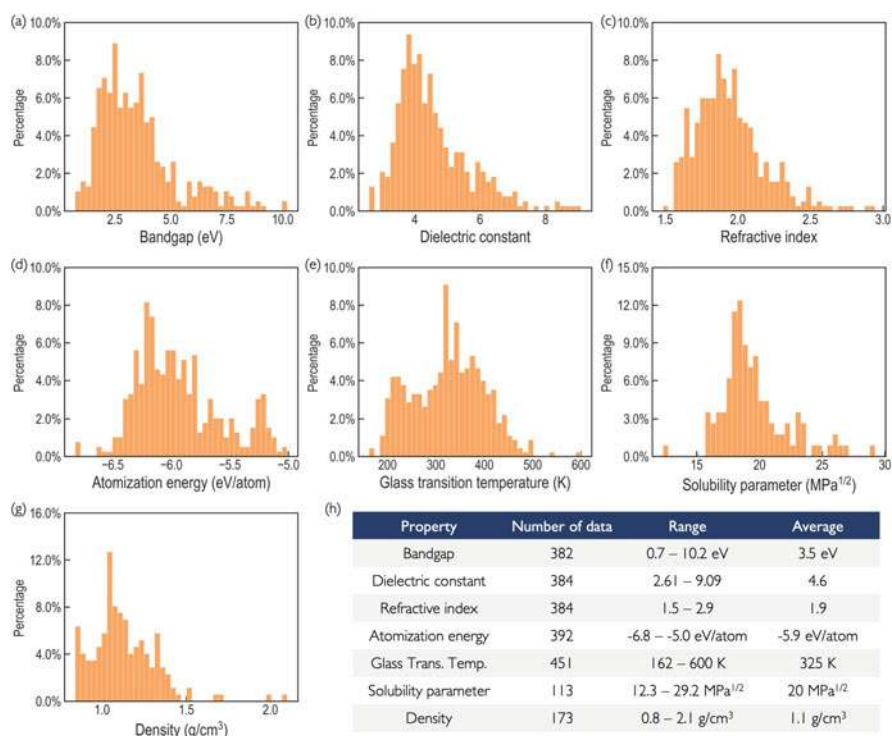 (a)
10.0%
8.0%
6.0%
4.0%
2.0%
0.0%
Percentage
2.5
5.0
7.5
10.0
Bandgap (eV)
(b)
10.0%
8.0%
6.0%
4.0%
2.0%
0.0%
Percentage
4
6
8
Dielectric constant
(c)
10.0%
8.0%
6.0%
4.0%
2.0%
0.0%
Percentage
1.5
2.0
2.5
3.0
Refractive index
(d)
10.0%
8.0%
6.0%
4.0%
2.0%
0.0%
Percentage
−6.5
−6.0
−5.5
−5.0
Atomization energy (eV/atom)
(e)
10.0%
8.0%
6.0%
4.0%
2.0%
0.0%
Percentage
200
300
400
500
600
Glass transition temperature (K)
(f)
15.0%
12.0%
9.0%
6.0%
3.0%
0.0%
Percentage
15
20
25
30
Solubility parameter (MPa^1/2)
(g)
16.0%
12.0%
8.0%
4.0%
0.0%
Percentage
1.0
1.5
2.0
Density (g/cm³)
(h)
Property Number of data Range Average
Bandgap 382 0.7 – 10.2 eV 3.5 eV
Dielectric constant 384 2.61 – 9.09 4.6
Refractive index 384 1.5 – 2.9 1.9
Atomization energy 392 -6.8 – -5.0 eV/atom -5.9 eV/atom
Glass Trans. Temp. 451 162 – 600 K 325 K
Solubility parameter 113 12.3 – 29.2 MPa^1/2 20 MPa^1/2
Density 173 0.8 – 2.1 g/cm³ 1.1 g/cm³